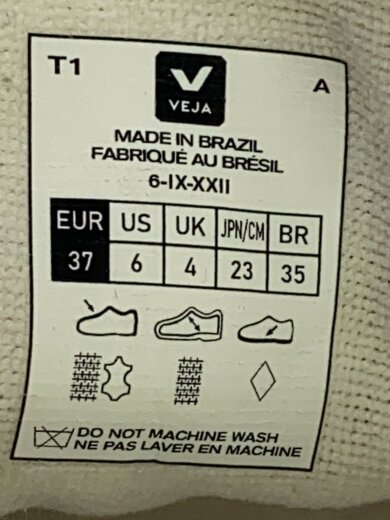 T1
V
VEJA
A
MADE IN BRAZIL
FABRIQUÉ AU BRÉSIL
6-IX-XXII
EUR US UK JPN/CM BR
37 6 4 23 35
DO NOT MACHINE WASH
NE PAS LAVER EN MACHINE